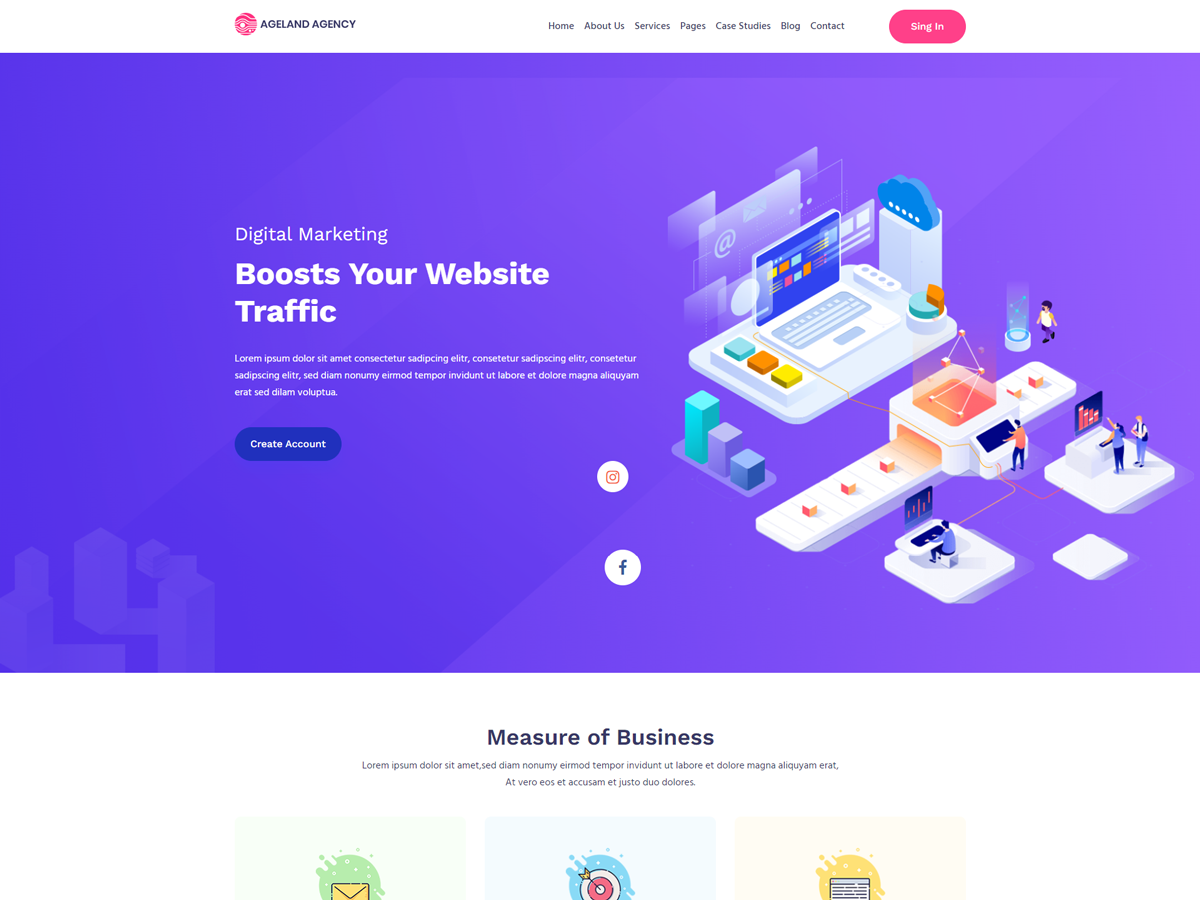 AGELAND AGENCY
Home About Us Services Pages Case Studies Blog Contact
Sing In
Digital Marketing
Boosts Your Website
Traffic
Lorem ipsum dolor sit amet consectetur sadipcing elitr, consetetur sadipscing elitr, consetetur
sadipscing elitr, sed diam nonumy eirmod tempor invidunt ut labore et dolore magna aliquyam
erat sed dilam voluptua.
Create Account
@
Measure of Business
Lorem ipsum dolor sit amet,sed diam nonumy eirmod tempor invidunt ut labore et dolore magna aliquyam erat,
At vero eos et accusam et justo duo dolores.